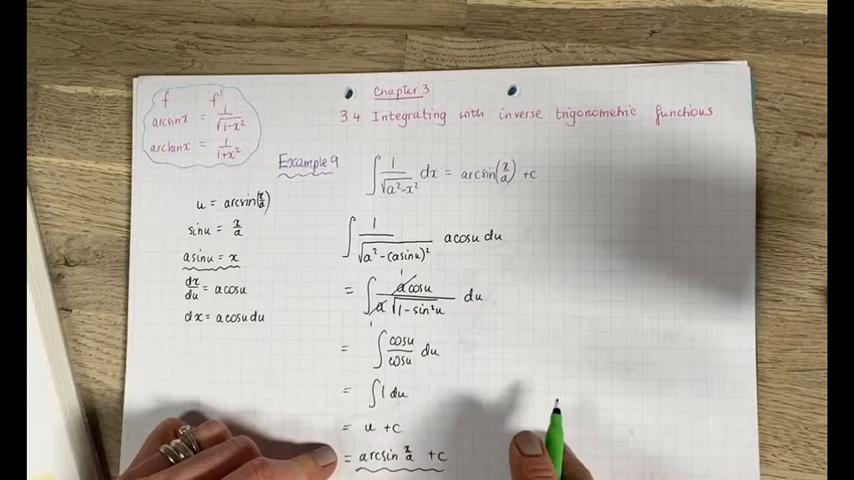 Chapter 3
3.4 Integrating with inverse trigonometric functions
f f'
arcsinx = 1/√(1-x²)
arctanx = 1/(1+x²)
Example 9
∫ 1/√(a²-x²) dx = arcsin(x/a) + c
u = arcsin(x/a)
sinu = x/a
asinu = x
dx/du = acosu
dx = acosu du
∫ 1/√(a²-(asinu)²) acosu du
= ∫ acosu/(a√(1-sin²u)) du
= ∫ cosu/cosu du
= ∫ 1 du
= u + c
= arcsin x/a + c